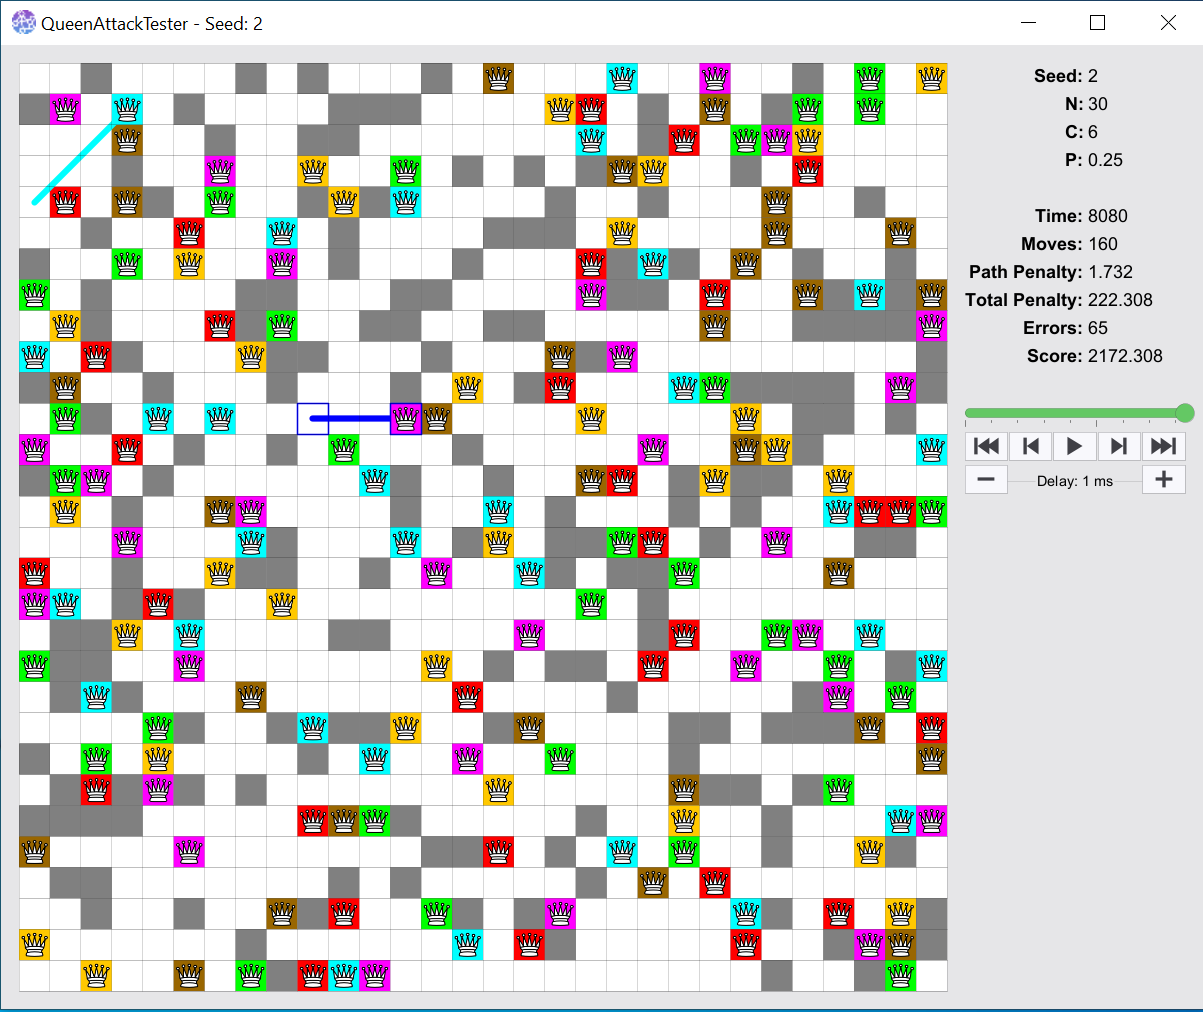 QueenAttackTester - Seed: 2
Seed: 2
N: 30
C: 6
P: 0.25
Time: 8080
Moves: 160
Path Penalty: 1.732
Total Penalty: 222.308
Errors: 65
Score: 2172.308
Delay: 1 ms